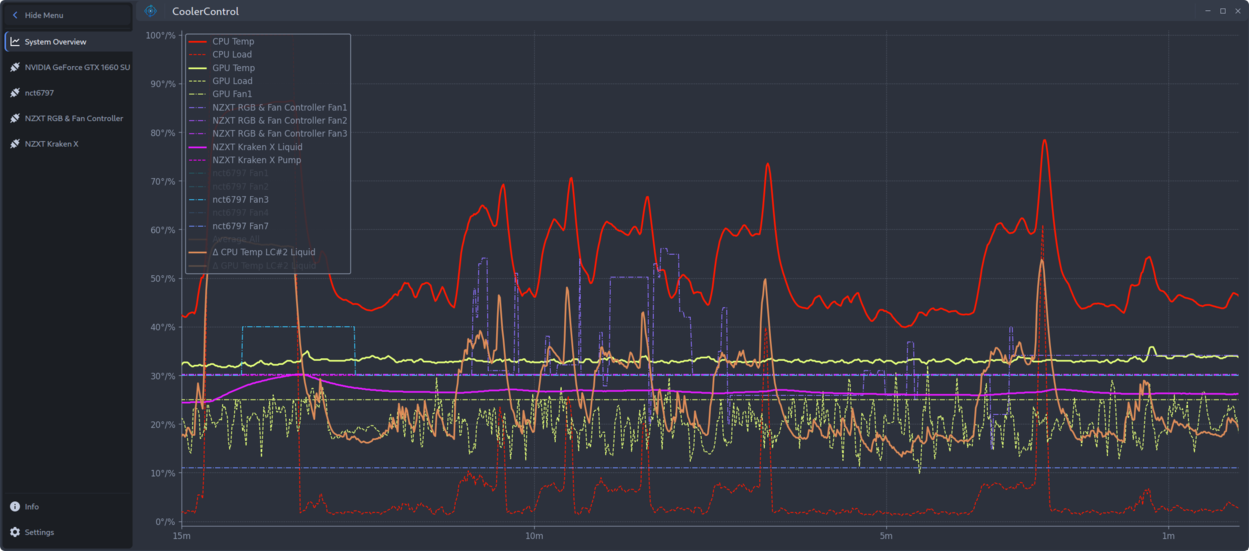 Hide Menu
CoolerControl
System Overview
NVIDIA GeForce GTX 1660 SU
nct6797
NZXT RGB & Fan Controller
NZXT Kraken X
Info
Settings
100°/%
90°/%
80°/%
70°/%
60°/%
50°/%
40°/%
30°/%
20°/%
10°/%
0°/%
CPU Temp
CPU Load
GPU Temp
GPU Load
GPU Fan1
NZXT RGB & Fan Controller Fan1
NZXT RGB & Fan Controller Fan2
NZXT RGB & Fan Controller Fan3
NZXT Kraken X Liquid
NZXT Kraken X Pump
nct6797 Fan1
nct6797 Fan2
nct6797 Fan3
nct6797 Fan4
nct6797 Fan7
Δ CPU Temp LC#2 Liquid
Δ GPU Temp LC#2 Liquid
15m
10m
5m
1m